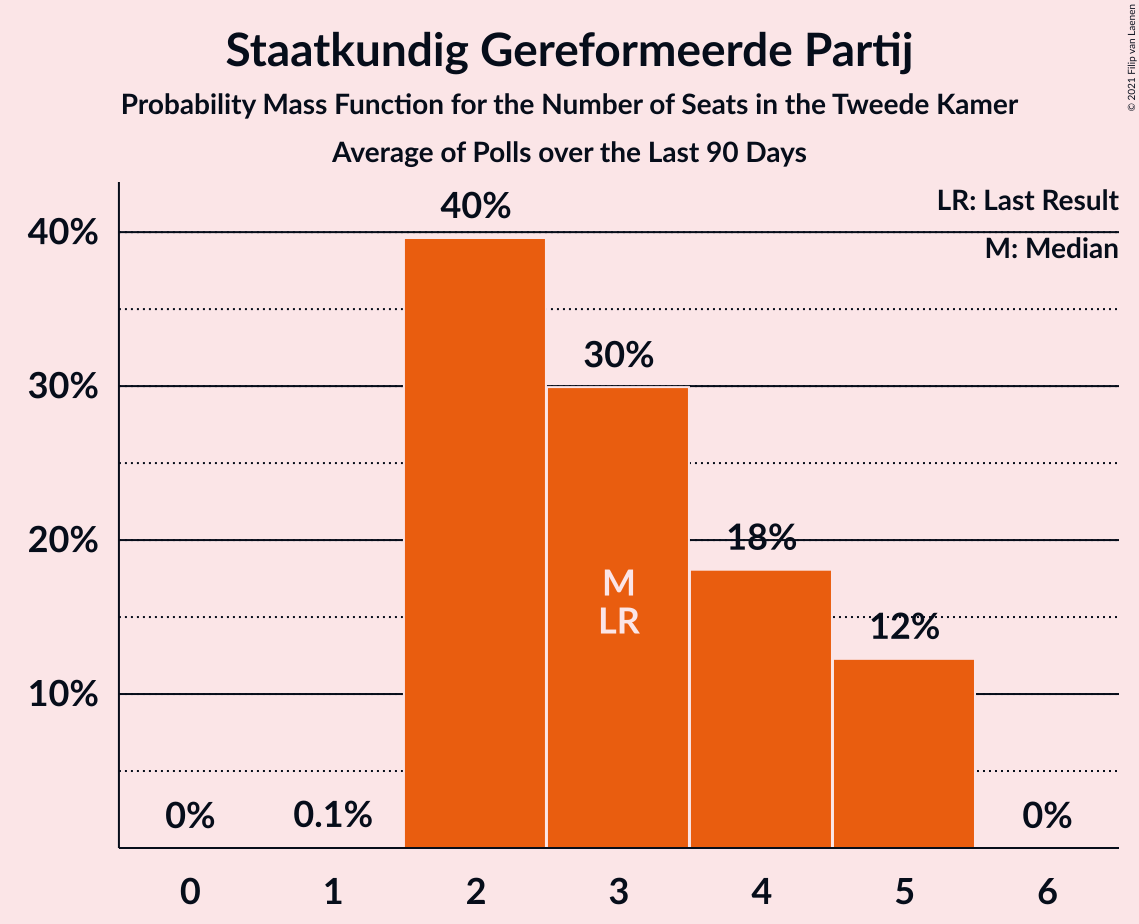 Staatkundig Gereformeerde Partij
Probability Mass Function for the Number of Seats in the Tweede Kamer
Average of Polls over the Last 90 Days
© 2021 Filip van Laenen
LR: Last Result
M: Median
40%
30%
20%
10%
0%
0.1%
40%
30%
M
LR
18%
12%
0%
0 1 2 3 4 5 6